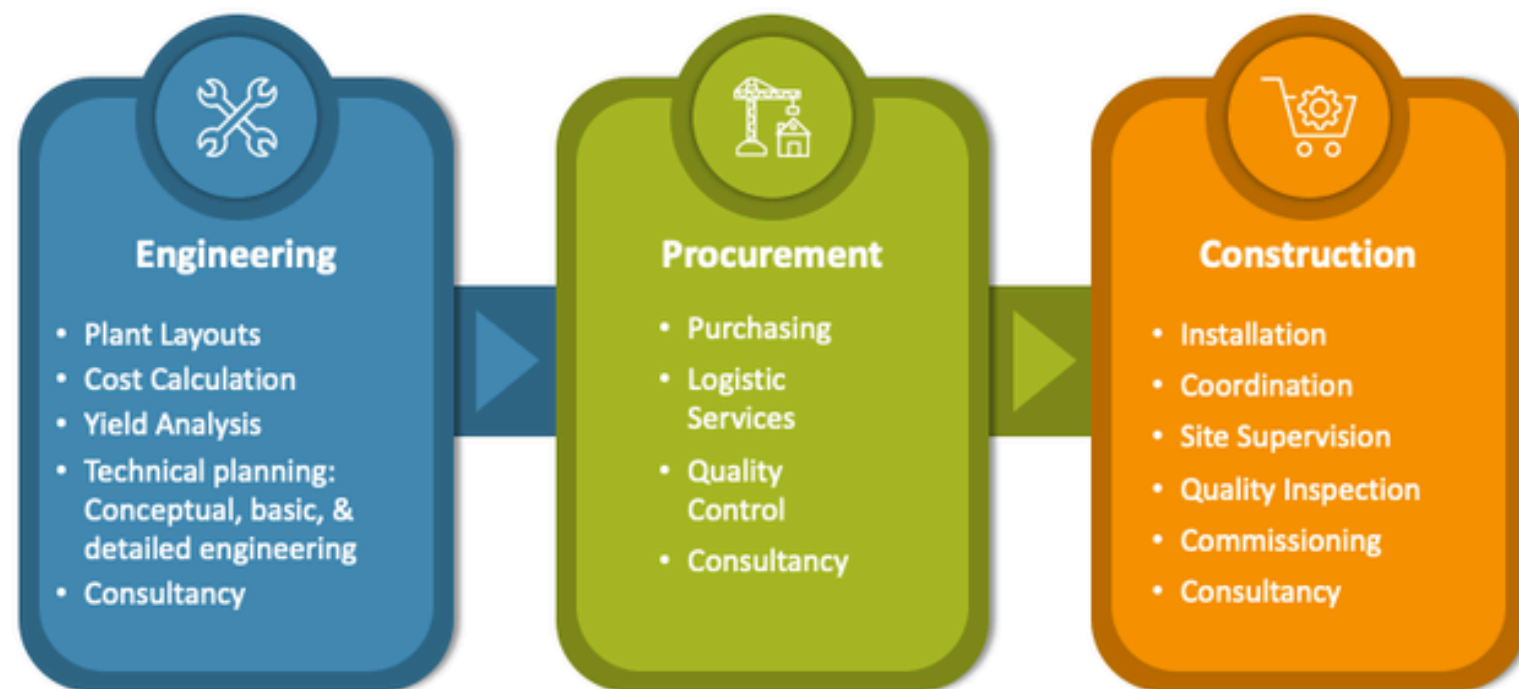 Engineering
• Plant Layouts
• Cost Calculation
• Yield Analysis
• Technical planning:
Conceptual, basic, &
detailed engineering
• Consultancy
Procurement
• Purchasing
• Logistic
Services
• Quality
Control
• Consultancy
Construction
• Installation
• Coordination
• Site Supervision
• Quality Inspection
• Commissioning
• Consultancy